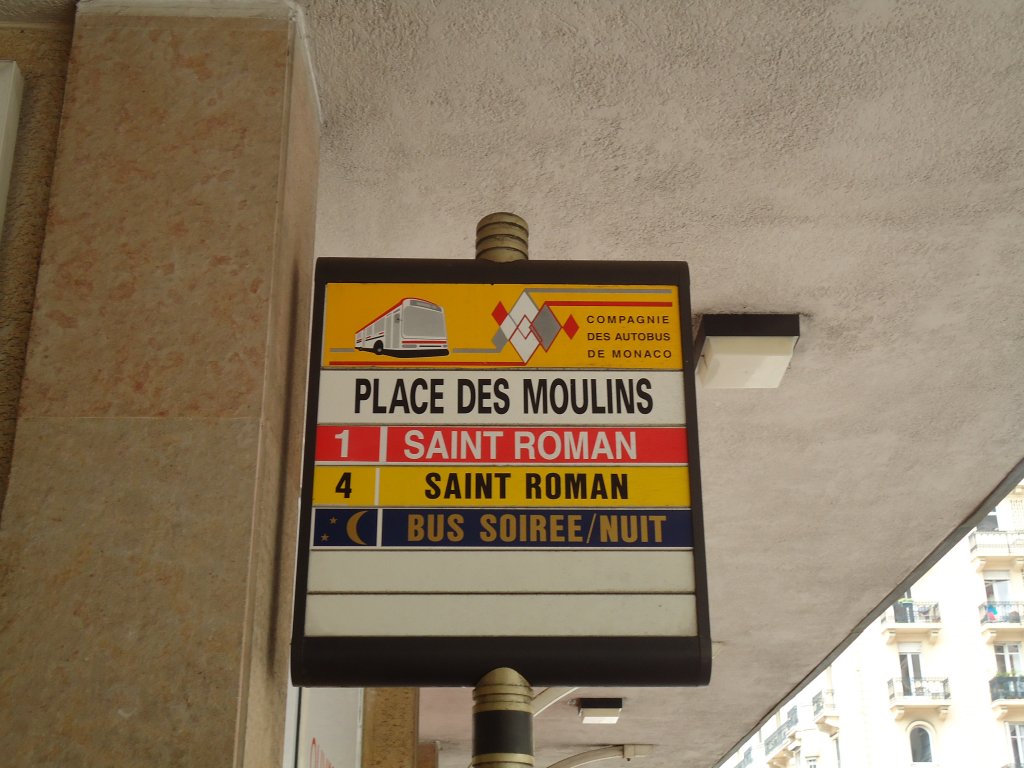 COMPAGNIE
DES AUTOBUS
DE MONACO
PLACE DES MOULINS
1 SAINT ROMAN
4 SAINT ROMAN
BUS SOIREE/NUIT